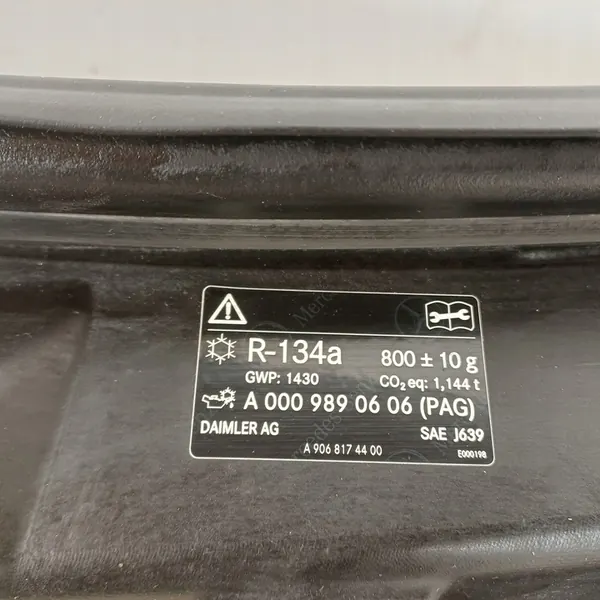 R-134a 800 ± 10 g
GWP: 1430 CO₂ eq: 1,144 t
A 000 989 06 06 (PAG)
DAIMLER AG SAE J639
A 906 817 44 00 E000198